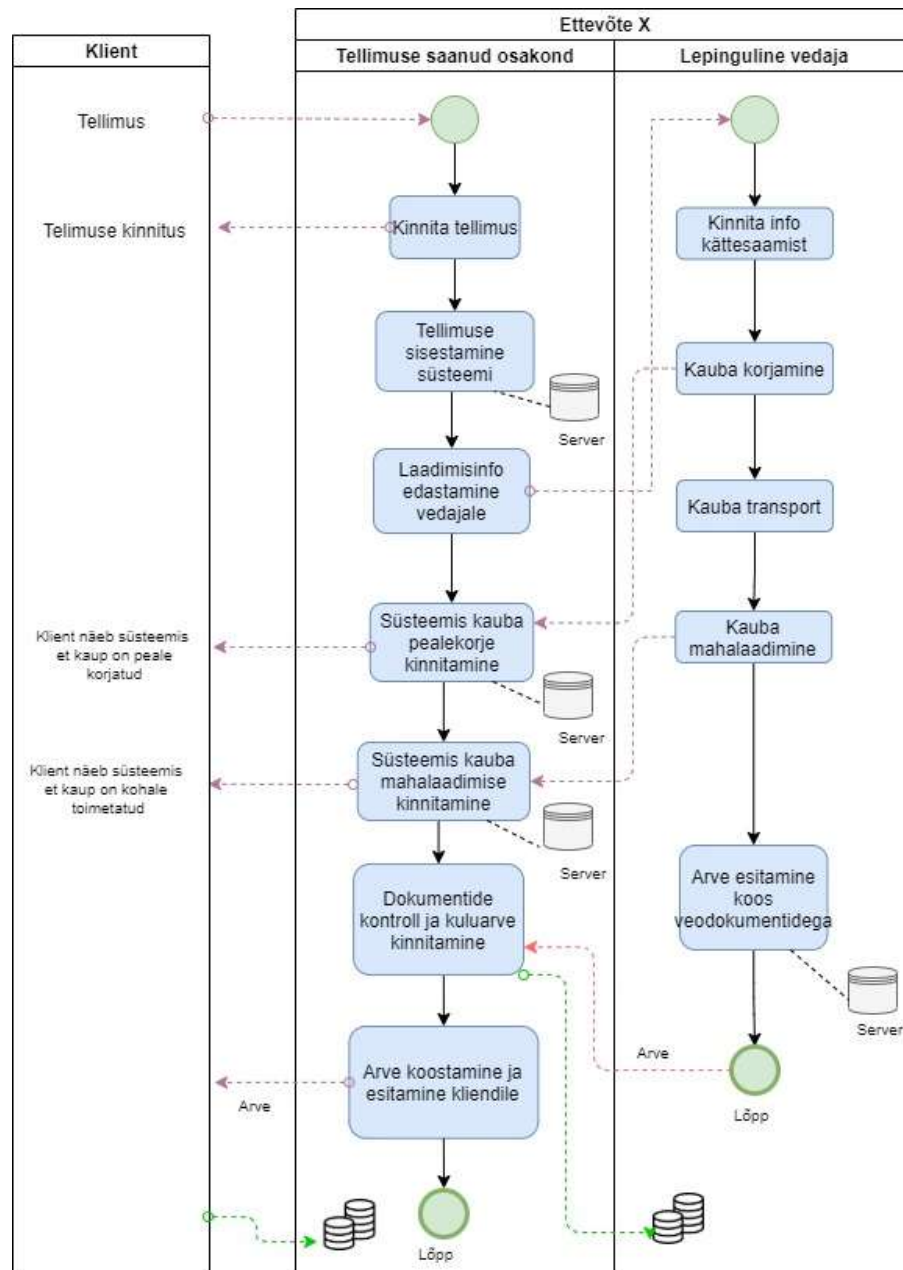 Ettevõte X
Klient
Tellimuse saanud osakond
Lepinguline vedaja
Tellimus
Telimuse kinnitus
Kinnita tellimus
Kinnita info
kättesaamist
Tellimuse
sisestamine
süsteemi
Server
Kauba korjamine
Laadimisinfo
edastamine
vedajale
Kauba transport
Klient näeb süsteemis
et kaup on peale
korjatud
Süsteemis kauba
pealekorje
kinnitamine
Server
Kauba
mahalaadimine
Klient näeb süsteemis
et kaup on kohale
toimetatud
Süsteemis kauba
mahalaadimise
kinnitamine
Server
Dokumentide
kontroll ja kuluarve
kinnitamine
Arve esitamine
koos
veodokumentidega
Server
Arve
Lõpp
Arve koostamine ja
esitamine kliendile
Arve
Lõpp